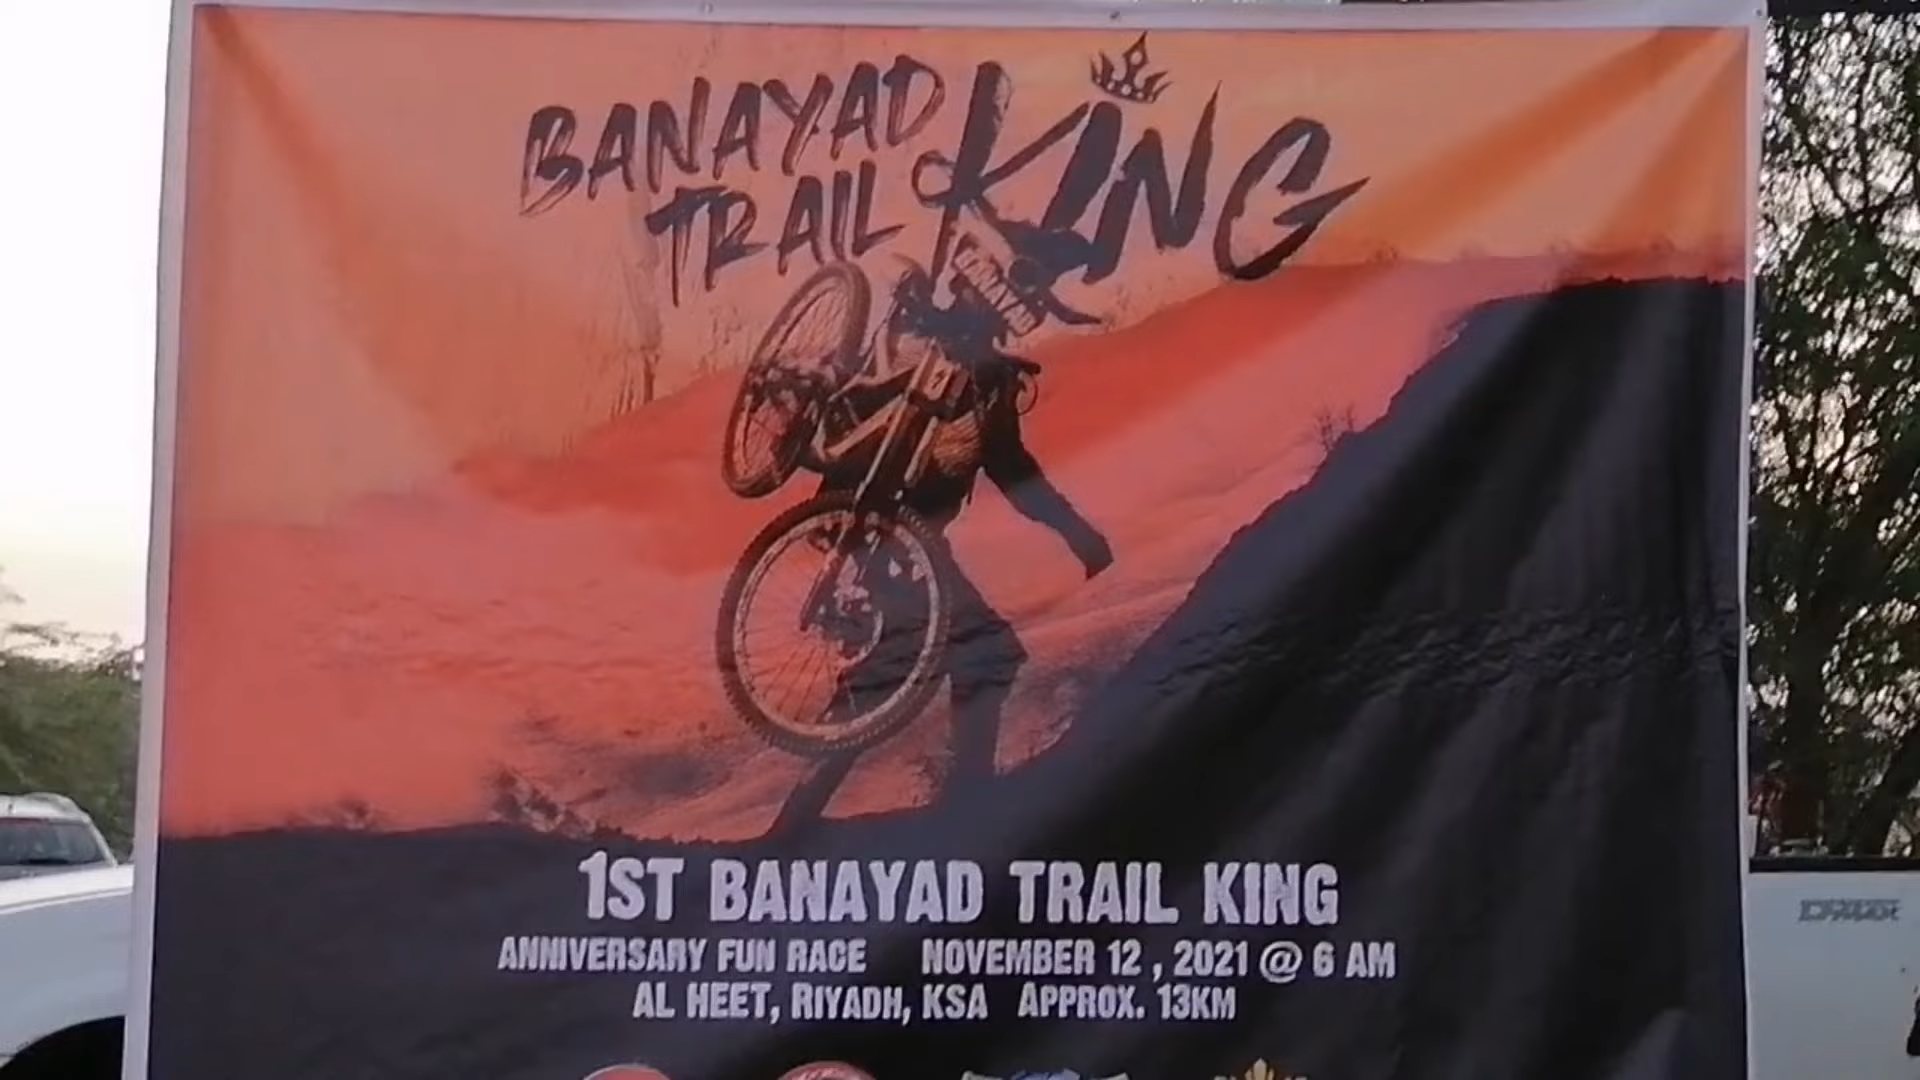 BANAYAD
TRAIL
KING
1ST BANAYAD TRAIL KING
ANNIVERSARY FUN RACE NOVEMBER 12 , 2021 @ 6 AM
AL HEET, RIYADH, KSA APPROX. 13KM